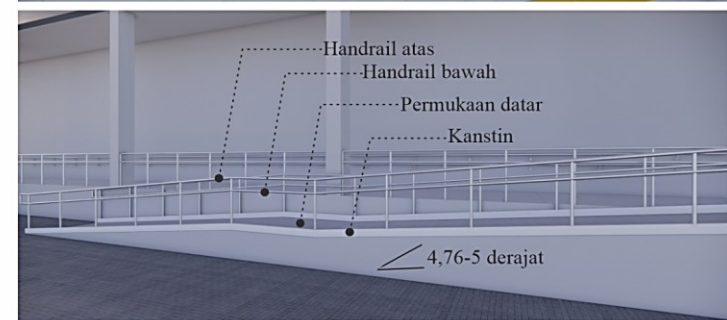 Handrail atas
Handrail bawah
Permukaan datar
Kanstin
4,76-5 derajat